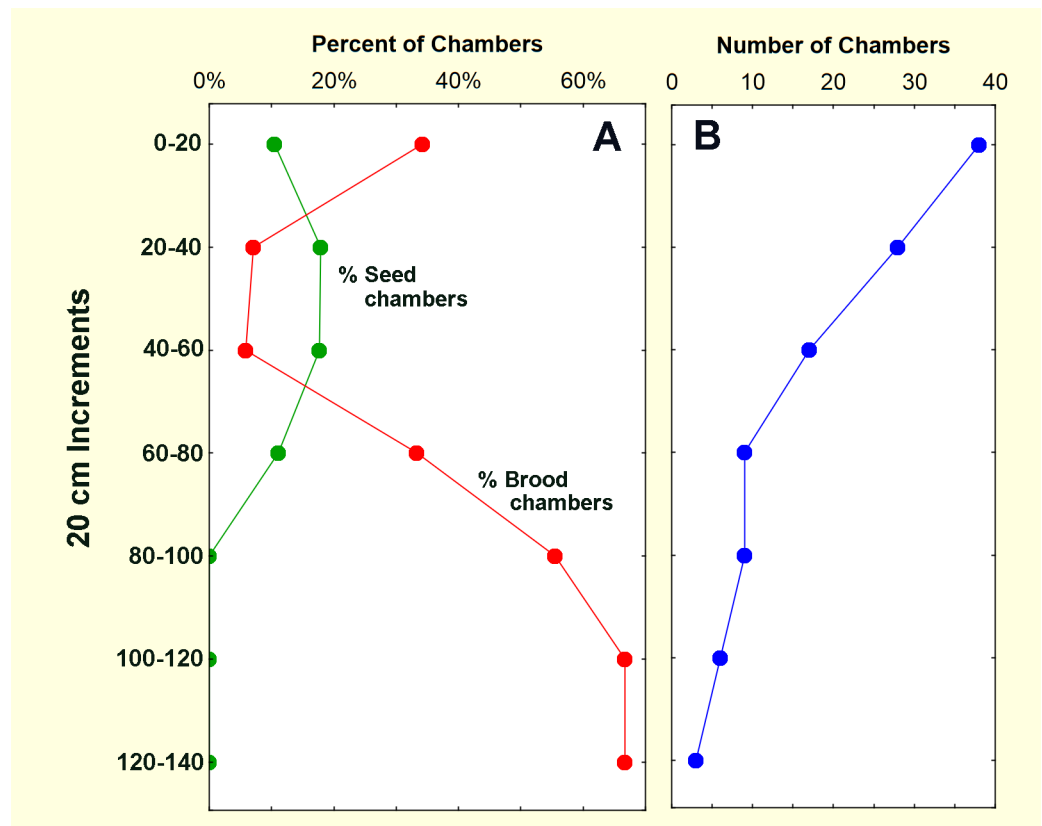 Percent of Chambers
Number of Chambers
0% 20% 40% 60%
0 10 20 30 40
A
B
0-20
20-40
% Seed
chambers
40-60
20 cm Increments
60-80
% Brood
chambers
80-100
100-120
120-140